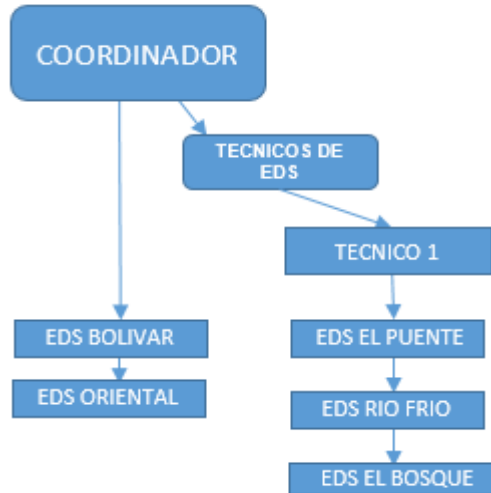 COORDINADOR
TECNICOS DE
EDS
TECNICO 1
EDS BOLIVAR
EDS EL PUENTE
EDS ORIENTAL
EDS RIO FRIO
EDS EL BOSQUE